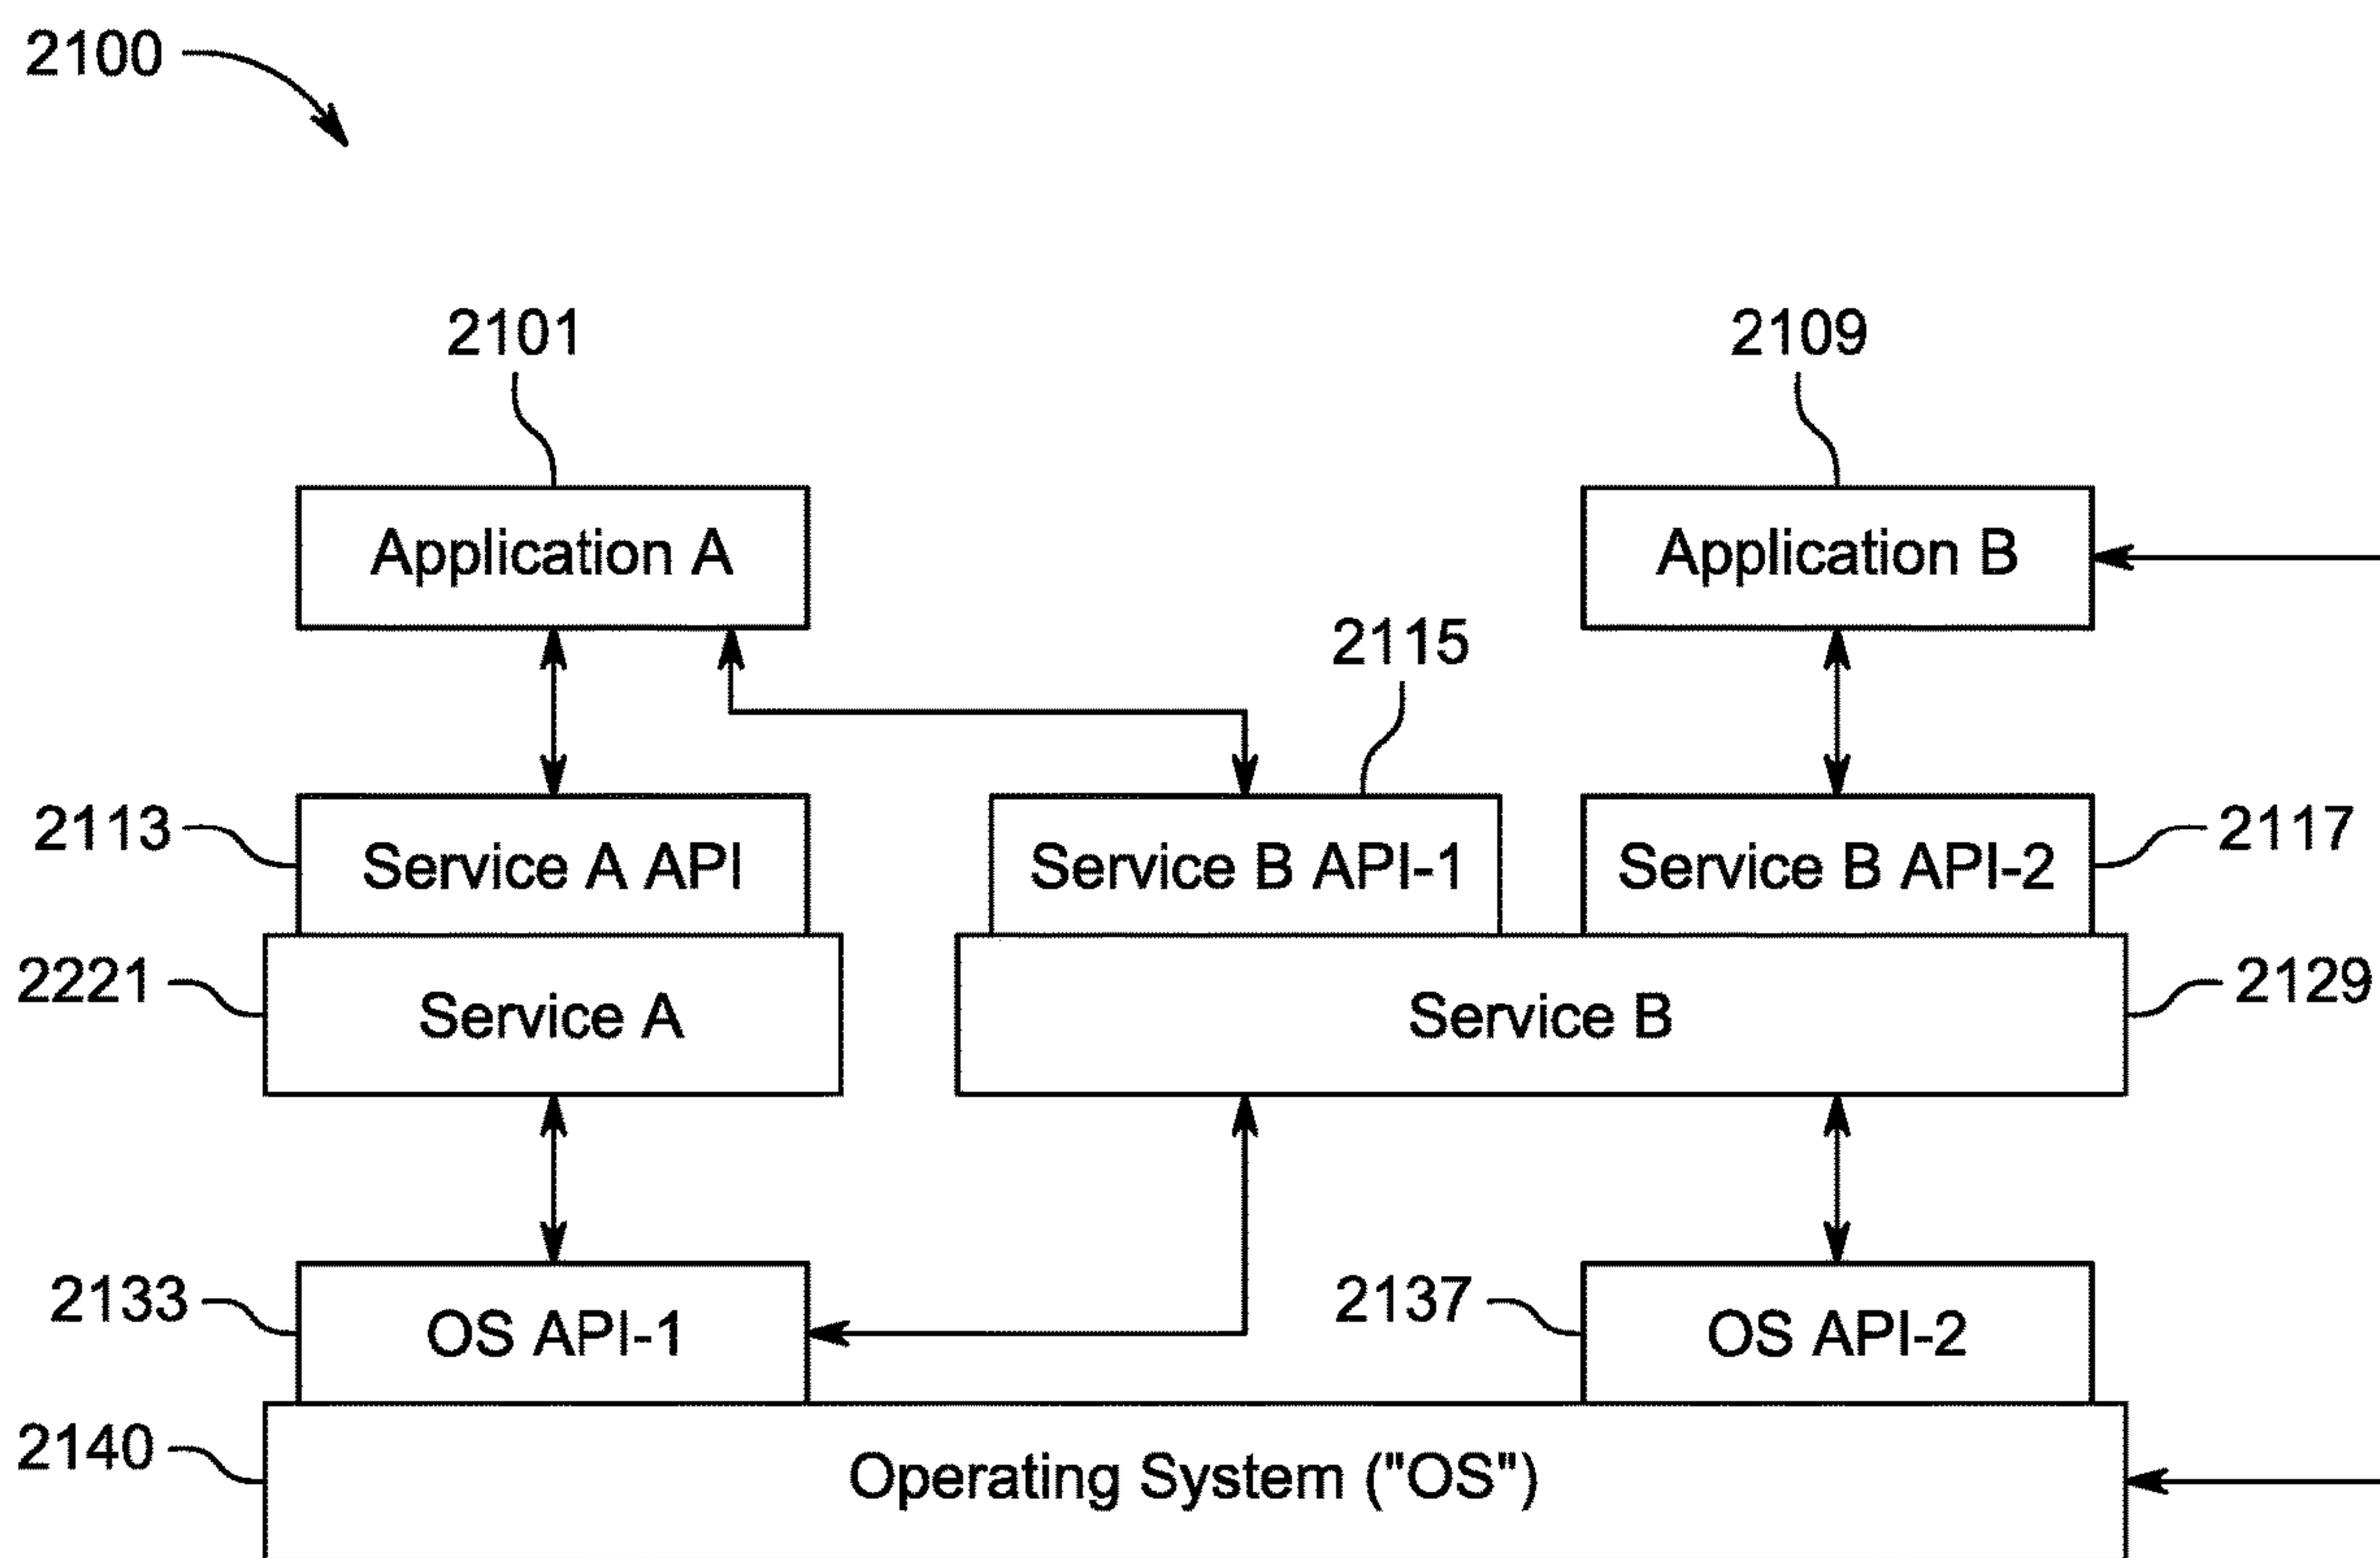 2100
2101
2109
Application A
Application B
2115
2113
Service A API
Service B API-1
Service B API-2
2117
2221
Service A
Service B
2129
2133
OS API-1
2137
OS API-2
2140
Operating System ("OS")